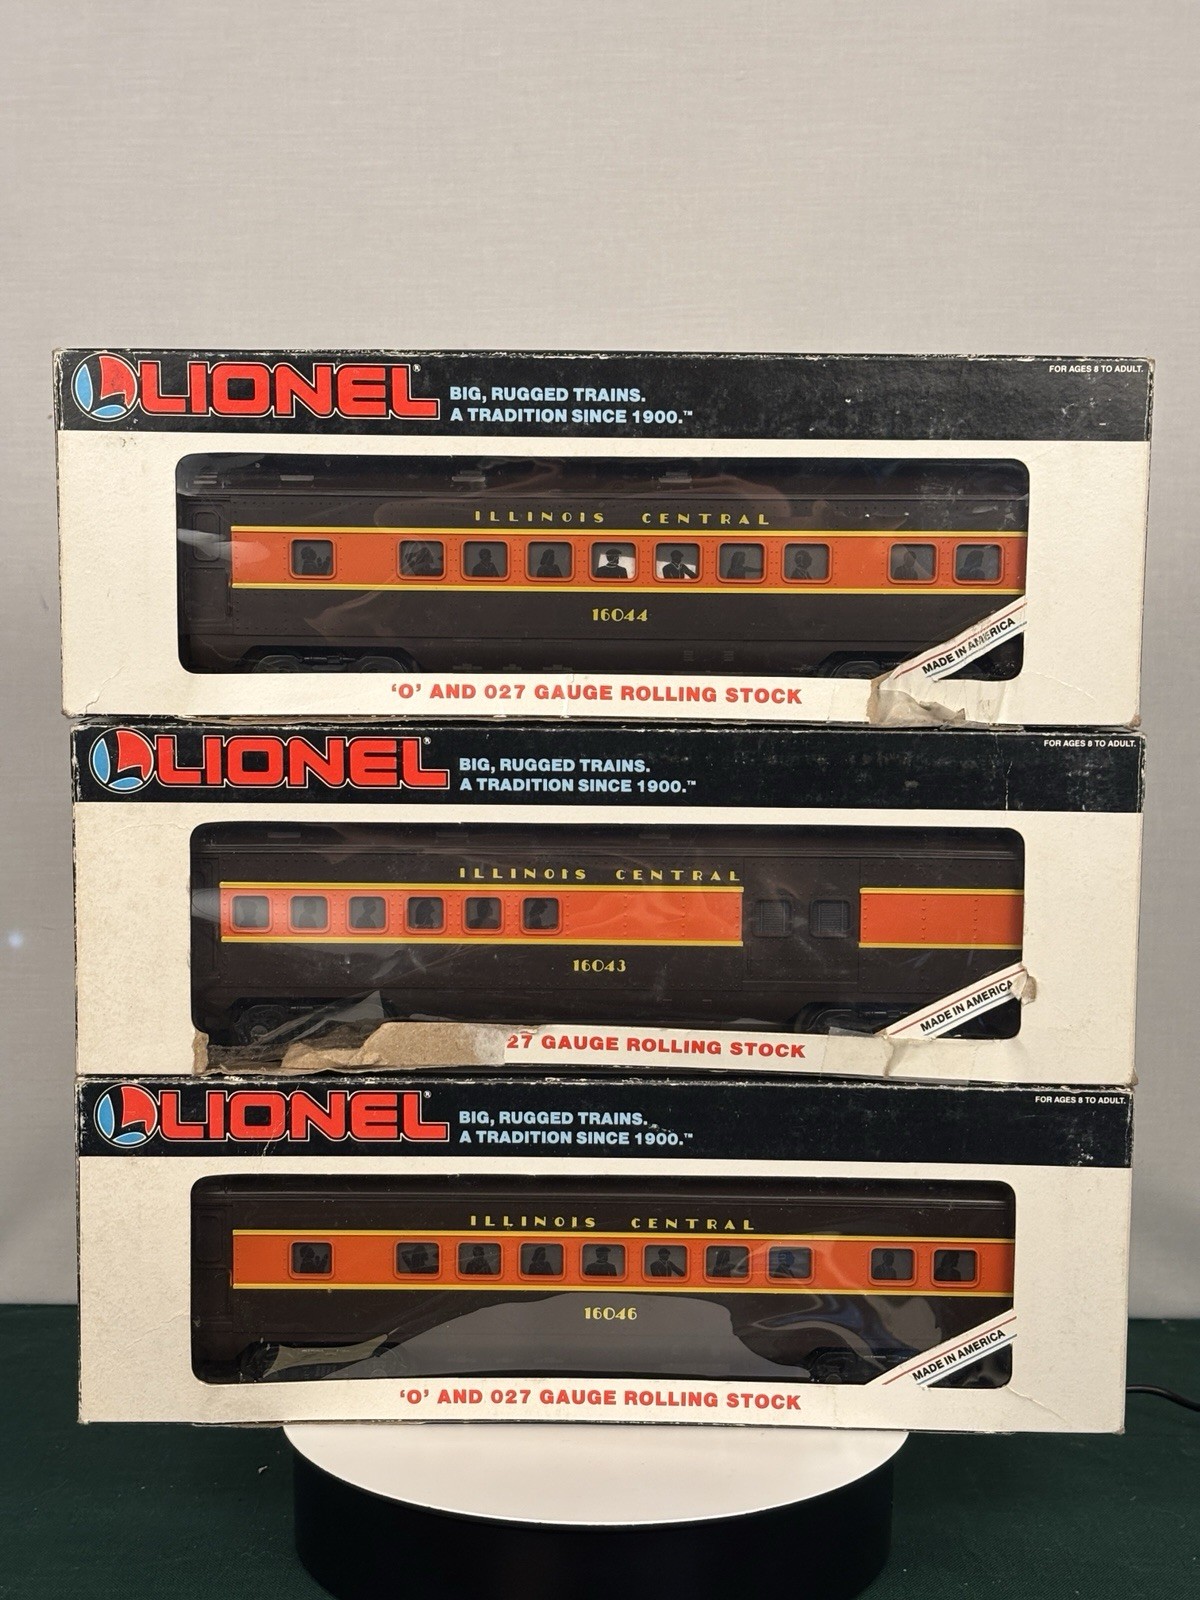 LIONEL®
BIG, RUGGED TRAINS.
A TRADITION SINCE 1900.™
FOR AGES 8 TO ADULT.
ILLINOIS CENTRAL
16044
MADE IN AMERICA
'O' AND 027 GAUGE ROLLING STOCK
LIONEL®
BIG, RUGGED TRAINS.
A TRADITION SINCE 1900.™
FOR AGES 8 TO ADULT.
ILLINOIS CENTRAL
16043
MADE IN AMERICA
27 GAUGE ROLLING STOCK
LIONEL®
BIG, RUGGED TRAINS.
A TRADITION SINCE 1900.™
FOR AGES 8 TO ADULT.
ILLINOIS CENTRAL
16046
MADE IN AMERICA
'O' AND 027 GAUGE ROLLING STOCK